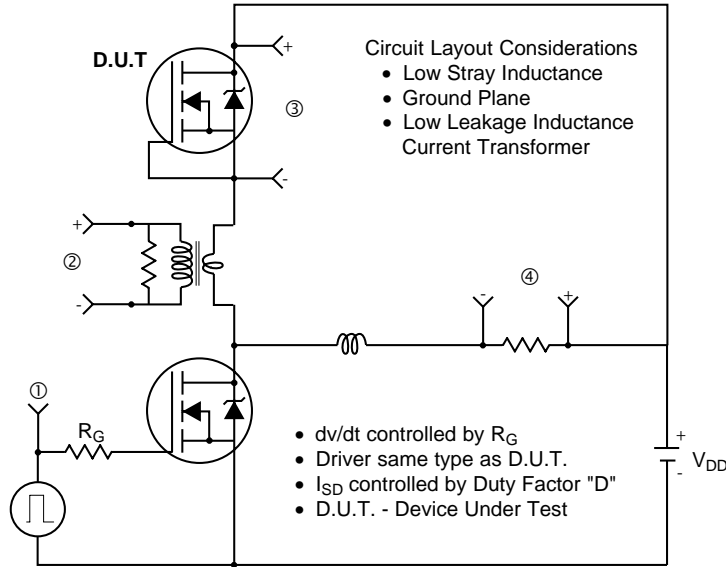 +
D.U.T
Circuit Layout Considerations
• Low Stray Inductance
• Ground Plane
• Low Leakage Inductance
Current Transformer
③
-
+
②
-
④
-
+
①
R_G
• dv/dt controlled by R_G
• Driver same type as D.U.T.
• I_SD controlled by Duty Factor "D"
• D.U.T. - Device Under Test
+
V_DD
-